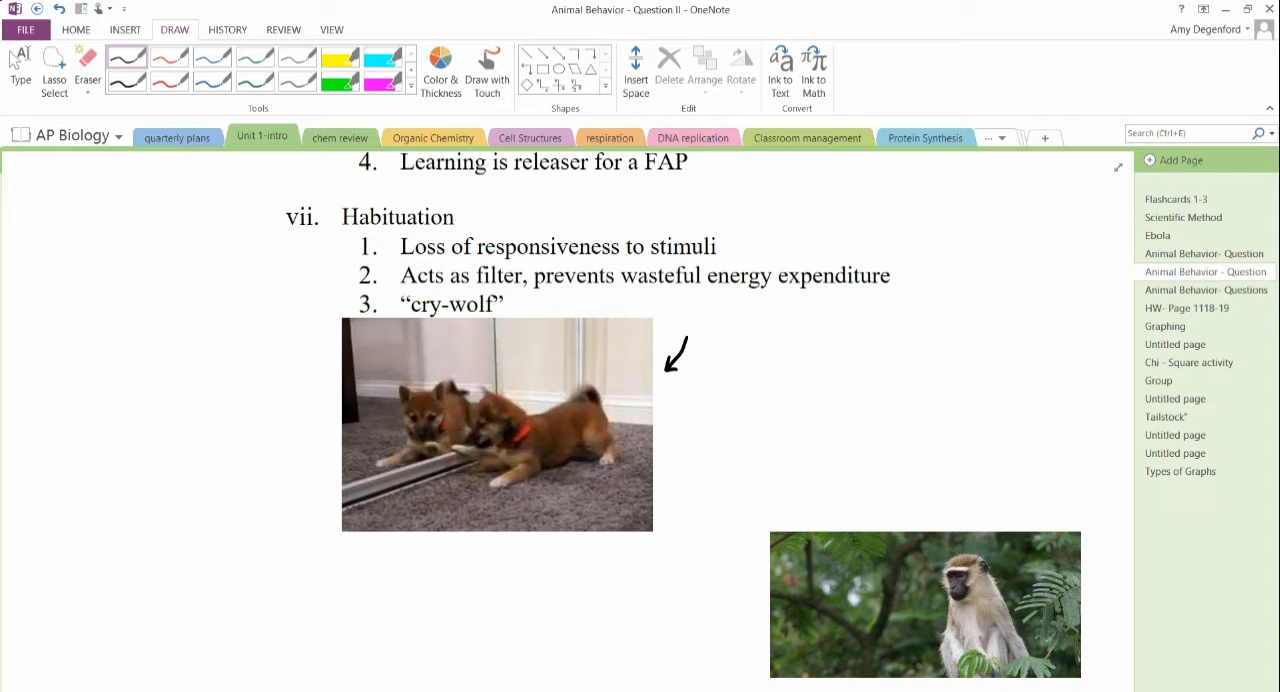 Animal Behavior - Question II - OneNote
?
FILE
HOME
INSERT
DRAW
HISTORY
REVIEW
VIEW
Amy Degenford
Type
Lasso
Select
Eraser
Color &
Thickness
Draw with
Touch
Insert
Space
Delete
Arrange
Rotate
Ink to
Text
Ink to
Math
Tools
Shapes
Edit
Convert
AP Biology
quarterly plans
Unit 1-intro
chem review
Organic Chemistry
Cell Structures
respiration
DNA replication
Classroom management
Protein Synthesis
...
+
Search (Ctrl+E)
Add Page
4. Learning is releaser for a FAP
vii. Habituation
1. Loss of responsiveness to stimuli
2. Acts as filter, prevents wasteful energy expenditure
3. “cry-wolf”
Flashcards 1-3
Scientific Method
Ebola
Animal Behavior- Question
Animal Behavior - Question
Animal Behavior- Questions
HW- Page 1118-19
Graphing
Untitled page
Chi - Square activity
Group
Untitled page
Tailstock"
Untitled page
Untitled page
Types of Graphs